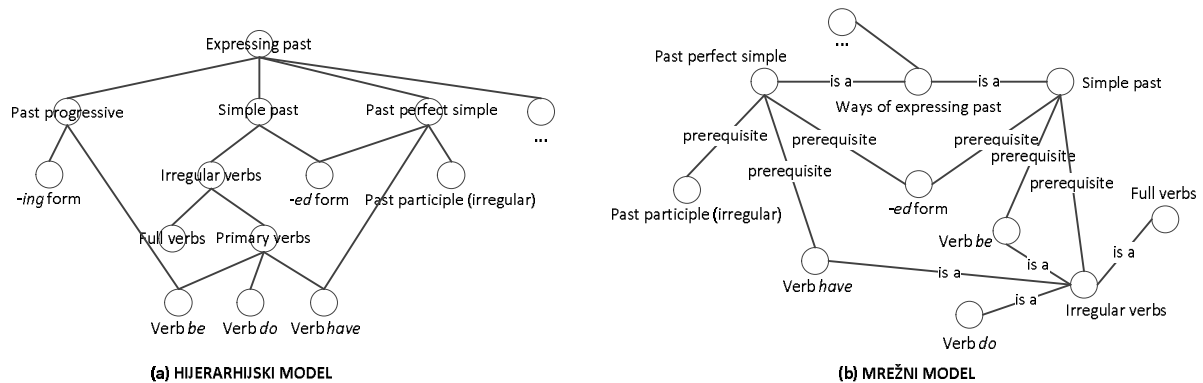 Expressing past
Past progressive
Simple past
Past perfect simple
...
Irregular verbs
-ing form
-ed form
Past participle (irregular)
Full verbs
Primary verbs
Verb be
Verb do
Verb have
(a) HIJERARHIJSKI MODEL
...
Past perfect simple
is a
is a
Simple past
Ways of expressing past
prerequisite
prerequisite
prerequisite
prerequisite
prerequisite
prerequisite
Past participle (irregular)
-ed form
Full verbs
Verb be
is a
is a
Verb have
is a
is a
Irregular verbs
Verb do
(b) MREŽNI MODEL